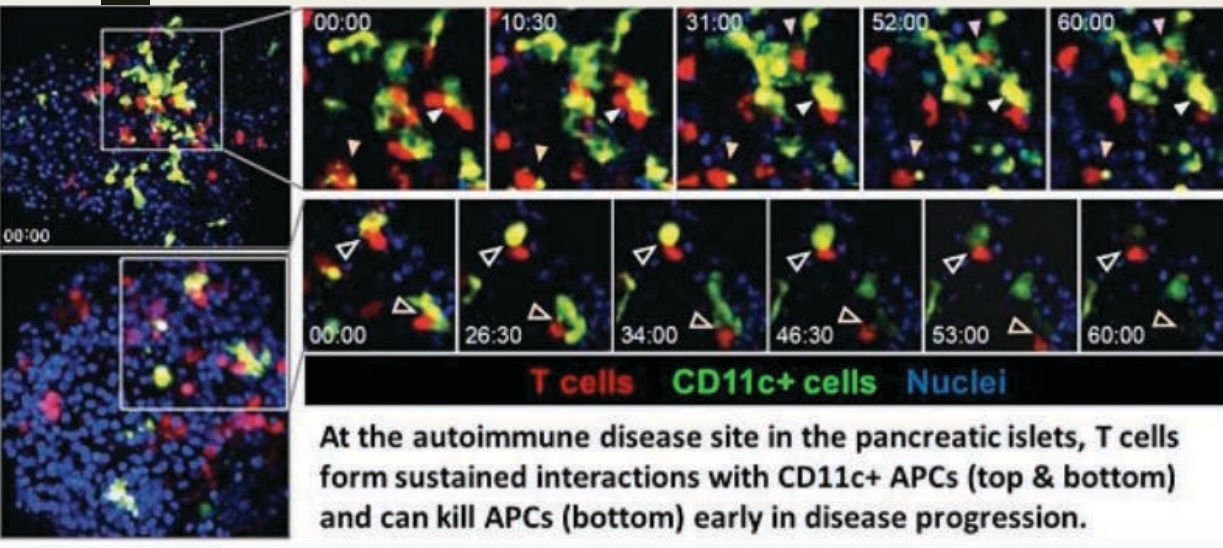 00:00 10:30 31:00 52:00 60:00
00:00
00:00 26:30 34:00 46:30 53:00 60:00
T cells CD11c+ cells Nuclei
At the autoimmune disease site in the pancreatic islets, T cells
form sustained interactions with CD11c+ APCs (top & bottom)
and can kill APCs (bottom) early in disease progression.